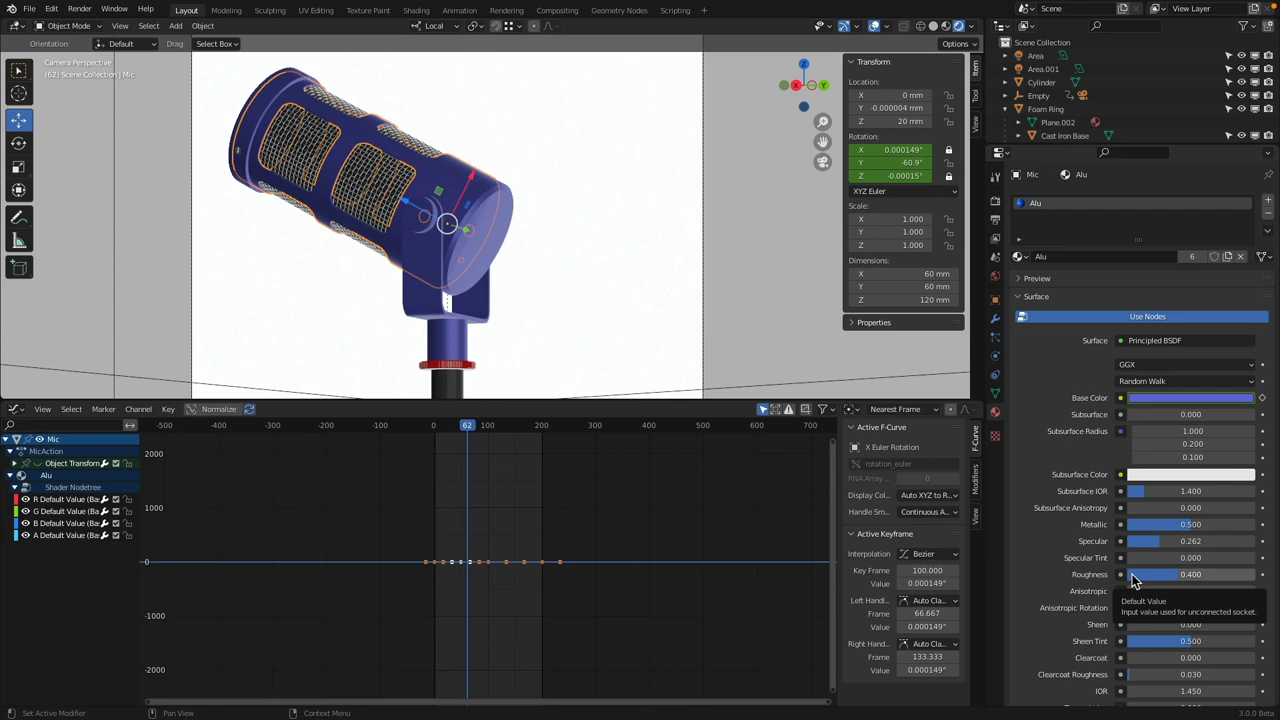 File Edit Render Window Help Layout Modeling Sculpting UV Editing Texture Paint Shading Animation Rendering Compositing Geometry Nodes Scripting + Scene View Layer
Object Mode View Select Add Object Local
Orientation: Default Drag: Select Box Options
Camera Perspective
(62) Scene Collection | Mic
Z
X
Y
Transform
Location:
X 0 mm
Y -0.000004 mm
Z 20 mm
Rotation:
X 0.000149°
Y -60.9°
Z -0.00015°
XYZ Euler
Scale:
X 1.000
Y 1.000
Z 1.000
Dimensions:
X 60 mm
Y 60 mm
Z 120 mm
Properties
Item
Tool
View
Scene Collection
Area
Area.001
Cylinder
Empty
Foam Ring
Plane.002
Cast Iron Base
Mic Alu
Alu
Alu 6
Preview
Surface
Use Nodes
Surface Principled BSDF
GGX
Random Walk
Base Color
Subsurface 0.000
Subsurface Radius 1.000
0.200
0.100
Subsurface Color
Subsurface IOR 1.400
Subsurface Anisotropy 0.000
Metallic 0.500
Specular 0.262
Specular Tint 0.000
Roughness 0.400
Anisotropic
Default Value
Anisotropic Rotation
Input value used for unconnected socket.
Sheen 0.000
Sheen Tint 0.500
Clearcoat 0.000
Clearcoat Roughness 0.030
IOR 1.450
View Select Marker Channel Key Normalize Nearest Frame
-500 -400 -300 -200 -100 0 62 100 200 300 400 500 600 700
Mic
MicAction
Object Transform
Alu
Shader Nodetree
R Default Value (Ba
G Default Value (Ba
B Default Value (Ba
A Default Value (Ba
2000
1000
0
-1000
-2000
Active F-Curve
X Euler Rotation
rotation_euler
RNA Array 0
Display Col... Auto XYZ to R...
Handle Sm... Continuous A...
Active Keyframe
Interpolation Bezier
Key Frame 100.000
Value 0.000149°
Left Handl... Auto Cla...
Frame 66.667
Value 0.000149°
Right Hand... Auto Cla...
Frame 133.333
Value 0.000149°
F-Curve
Modifiers
View
Set Active Modifier Pan View Context Menu 3.0.0 Beta